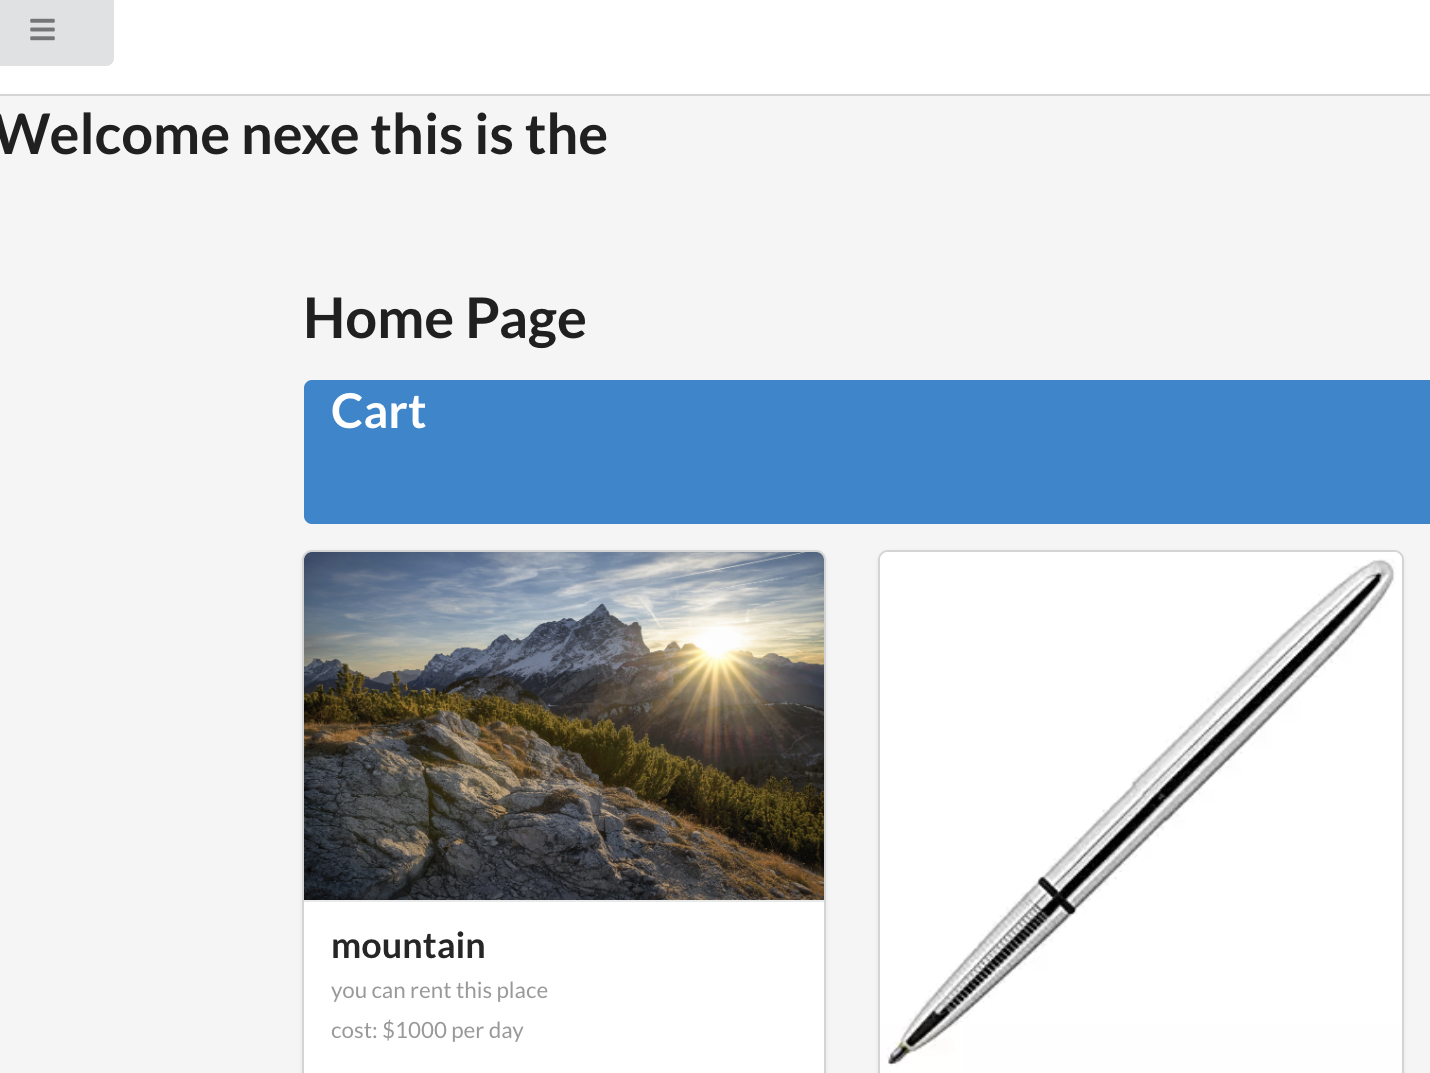 Welcome nexe this is the
Home Page
Cart
mountain
you can rent this place
cost: $1000 per day